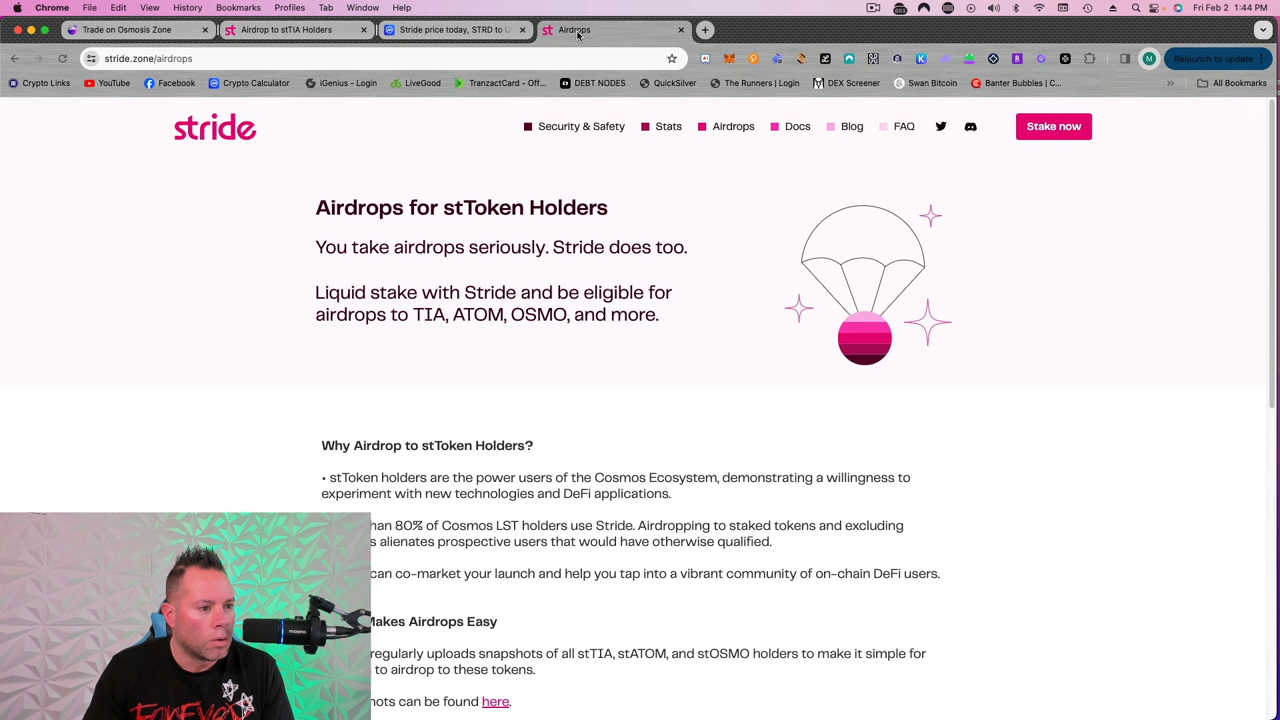 Chrome File Edit View History Bookmarks Profiles Tab Window Help Fri Feb 2 1:44 PM
Trade on Osmosis Zone Airdrop to stTIA Holders Stride price today, STRD to U Airdrops
stride.zone/airdrops M Relaunch to update
Crypto Links YouTube Facebook Crypto Calculator iGenius - Login LiveGood TranzactCard - Off... DEBT NODES QuickSilver The Runners | Login DEX Screener Swan Bitcoin Banter Bubbles | C... » All Bookmarks
stride Security & Safety Stats Airdrops Docs Blog FAQ Stake now
Airdrops for stToken Holders
You take airdrops seriously. Stride does too.
Liquid stake with Stride and be eligible for
airdrops to TIA, ATOM, OSMO, and more.
Why Airdrop to stToken Holders?
• stToken holders are the power users of the Cosmos Ecosystem, demonstrating a willingness to
experiment with new technologies and DeFi applications.
han 80% of Cosmos LST holders use Stride. Airdropping to staked tokens and excluding
s alienates prospective users that would have otherwise qualified.
can co-market your launch and help you tap into a vibrant community of on-chain DeFi users.
Makes Airdrops Easy
regularly uploads snapshots of all stTIA, stATOM, and stOSMO holders to make it simple for
to airdrop to these tokens.
hots can be found here.
FOREVER